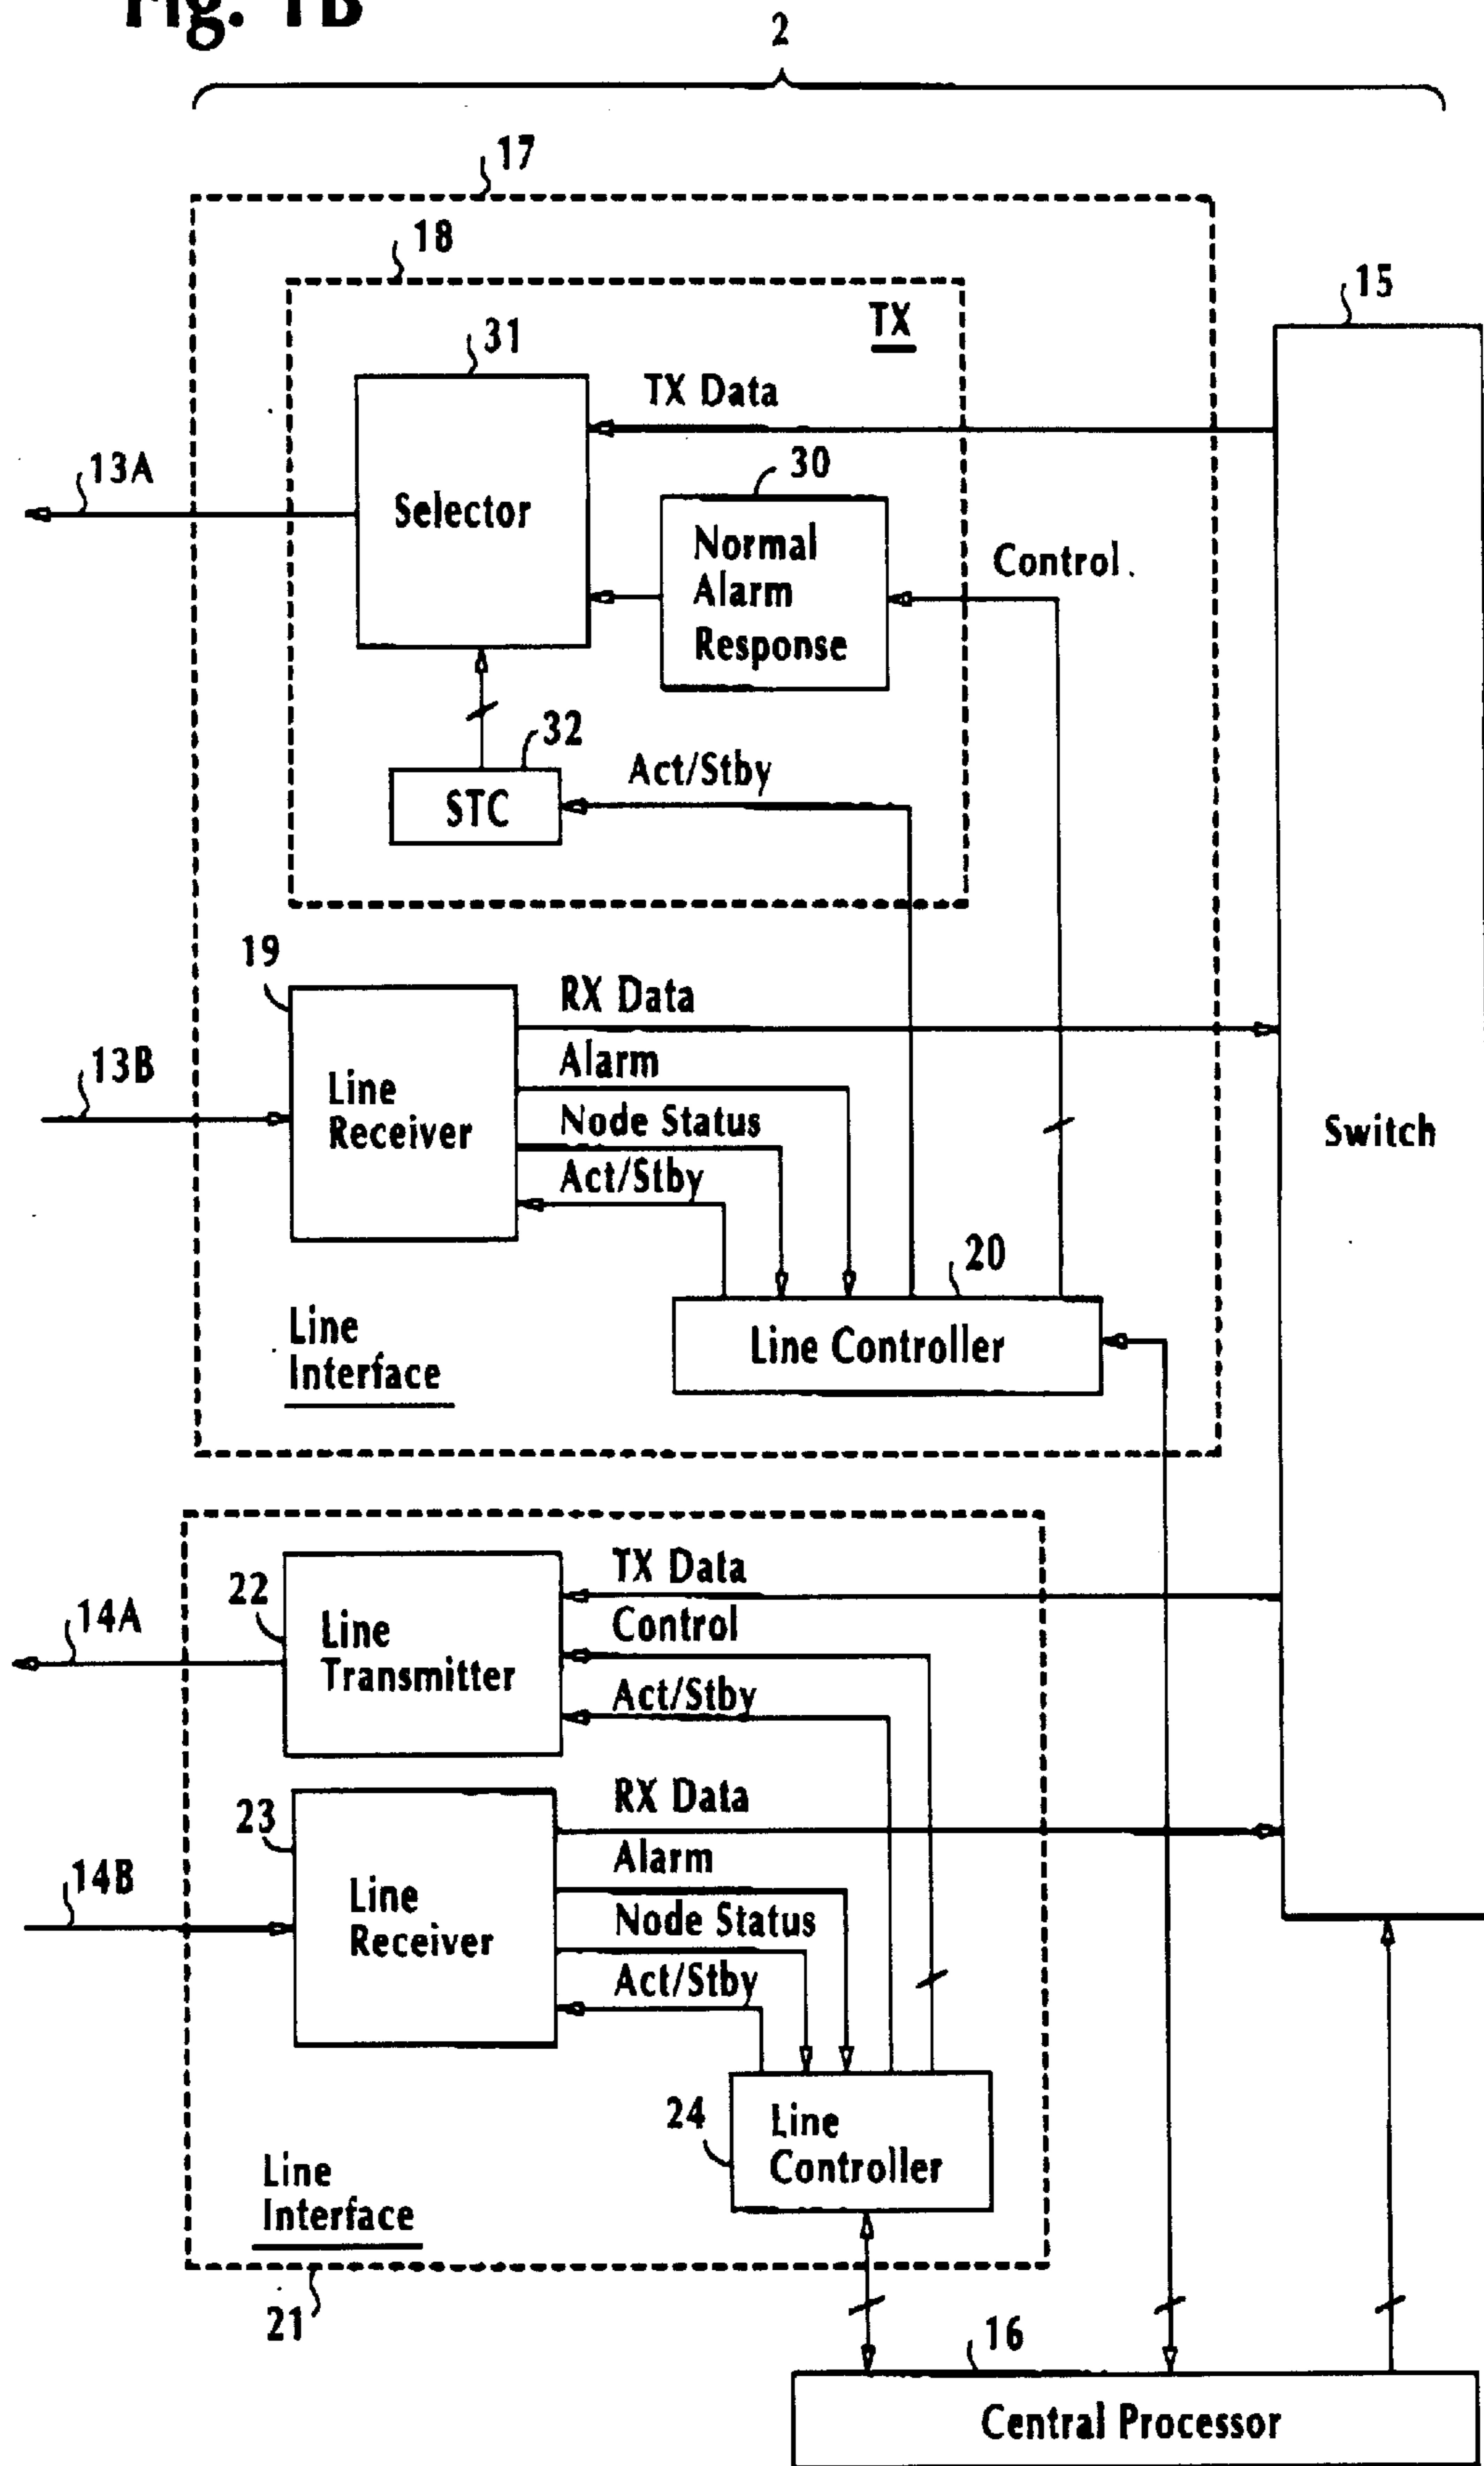 Fig. 1B
2
17
18
TX
15
31
TX Data
13A
30
Selector
Normal
Alarm
Response
Control.
32
Act/Stby
STC
19
RX Data
13B
Alarm
Line
Receiver
Node Status
Act/Stby
Switch
20
Line
Interface
Line Controller
TX Data
22
14A
Control
Line
Transmitter
Act/Stby
RX Data
23
Alarm
14B
Line
Receiver
Node Status
Act/Stby
24
Line
Controller
Line
Interface
21
16
Central Processor